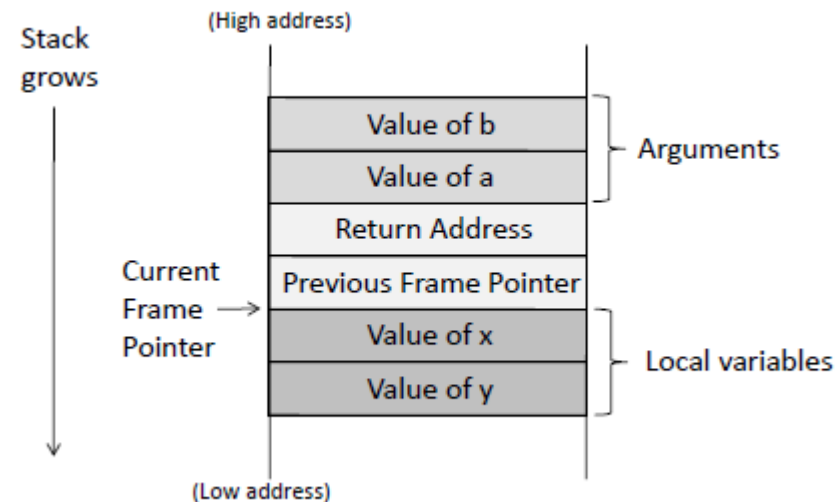 (High address)
Stack
grows
Value of b
Value of a
Arguments
Return Address
Previous Frame Pointer
Current
Frame
Pointer
Value of x
Value of y
Local variables
(Low address)